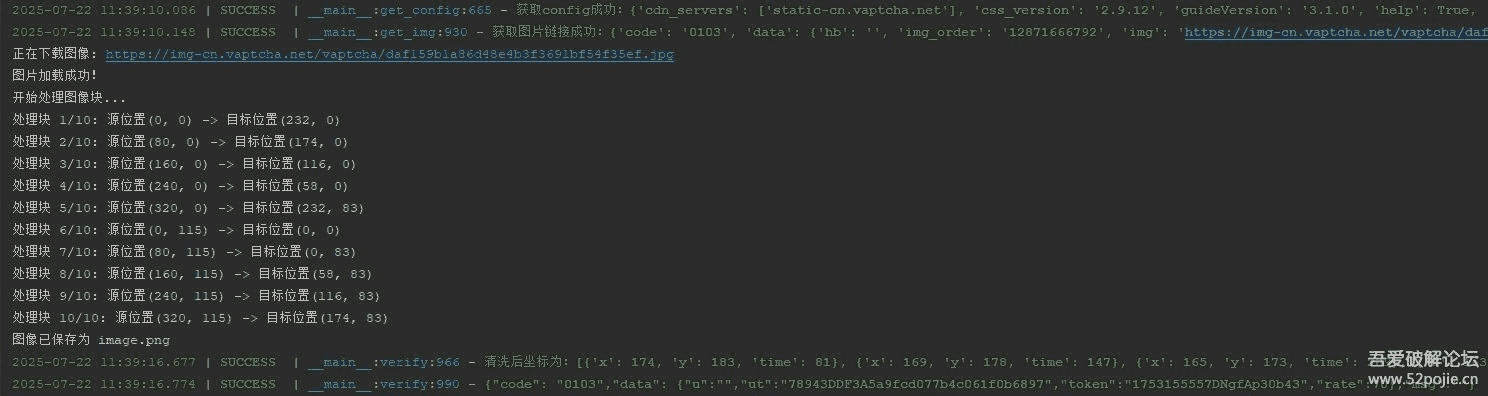 2025-07-22 11:39:10.086 | SUCCESS | __main__:get_config:665 - 获取config成功: {'cdn_servers': ['static-cn.vaptcha.net'], 'css_version': '2.9.12', 'guideVersion': '3.1.0', 'help': True,
2025-07-22 11:39:10.148 | SUCCESS | __main__:get_img:930 - 获取图片链接成功: {'code': '0103', 'data': {'hb': '', 'img_order': '12871666792', 'img': 'https://img-cn.vaptcha.net/vaptcha/daf
正在下载图像: https://img-cn.vaptcha.net/vaptcha/daf159b1a86d48e4b3f3691bf54f35ef.jpg
图片加载成功!
开始处理图像块...
处理块 1/10: 源位置(0, 0) -> 目标位置(232, 0)
处理块 2/10: 源位置(80, 0) -> 目标位置(174, 0)
处理块 3/10: 源位置(160, 0) -> 目标位置(116, 0)
处理块 4/10: 源位置(240, 0) -> 目标位置(58, 0)
处理块 5/10: 源位置(320, 0) -> 目标位置(232, 83)
处理块 6/10: 源位置(0, 115) -> 目标位置(0, 0)
处理块 7/10: 源位置(80, 115) -> 目标位置(0, 83)
处理块 8/10: 源位置(160, 115) -> 目标位置(58, 83)
处理块 9/10: 源位置(240, 115) -> 目标位置(116, 83)
处理块 10/10: 源位置(320, 115) -> 目标位置(174, 83)
图像已保存为 image.png
2025-07-22 11:39:16.677 | SUCCESS | __main__:verify:966 - 清洗后坐标为: [{'x': 174, 'y': 183, 'time': 81}, {'x': 169, 'y': 178, 'time': 147}, {'x': 165, 'y': 173, 'time':
2025-07-22 11:39:16.774 | SUCCESS | __main__:verify:990 - {"code": "0103","data": {"u":"","ut":"78943DDF3A5a9fcd077b4c061f0b6897","token":"1753155557DNgfAp30b43","rate":
吾爱破解论坛
www.52pojie.cn